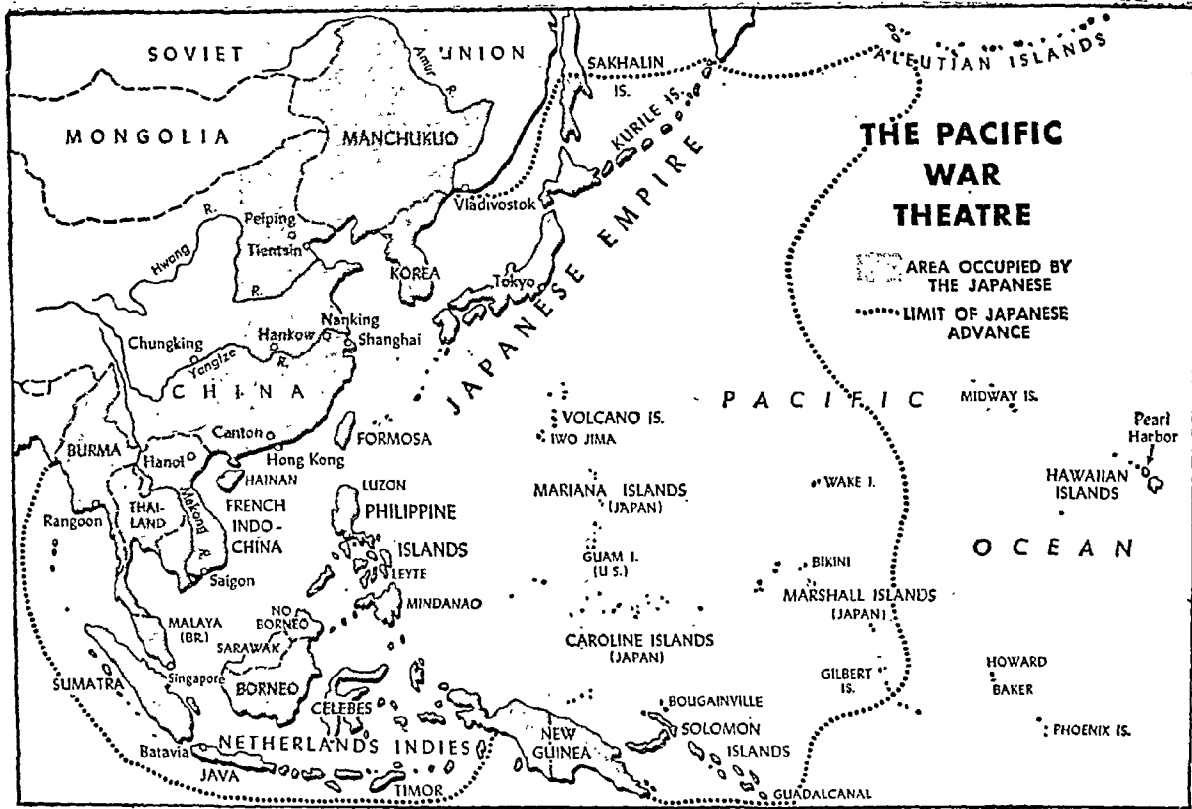 SOVIET UNION
Amur R.
SAKHALIN
IS.
ALEUTIAN ISLANDS
MONGOLIA
MANCHUKUO
KURILE IS.
THE PACIFIC
WAR
THEATRE
Vladivostok
JAPANESE EMPIRE
Peiping
Tientsin
Hwang R.
R.
KOREA
Tokyo
AREA OCCUPIED BY
THE JAPANESE
LIMIT OF JAPANESE
ADVANCE
Nanking
Hankow
Shanghai
Chungking
Yangtze R.
CHINA
PACIFIC
MIDWAY IS.
VOLCANO IS.
IWO JIMA
Pearl
Harbor
FORMOSA
Canton
Hong Kong
BURMA
Hanoi
HAINAN
HAWAIIAN
ISLANDS
LUZON
MARIANA ISLANDS
(JAPAN)
WAKE I.
Rangoon
THAI-
LAND
Mekong R.
FRENCH
INDO-
CHINA
PHILIPPINE
ISLANDS
OCEAN
GUAM I.
(U S.)
BIKINI
LEYTE
Saigon
MINDANAO
MARSHALL ISLANDS
(JAPAN)
MALAYA
(BR.)
NO
BORNEO
SARAWAK
CAROLINE ISLANDS
(JAPAN)
Singapore
SUMATRA
BORNEO
CELEBES
GILBERT
IS.
HOWARD
BAKER
BOUGAINVILLE
SOLOMON
ISLANDS
PHOENIX IS.
NEW
GUINEA
Batavia
NETHERLANDS INDIES
JAVA
TIMOR
GUADALCANAL